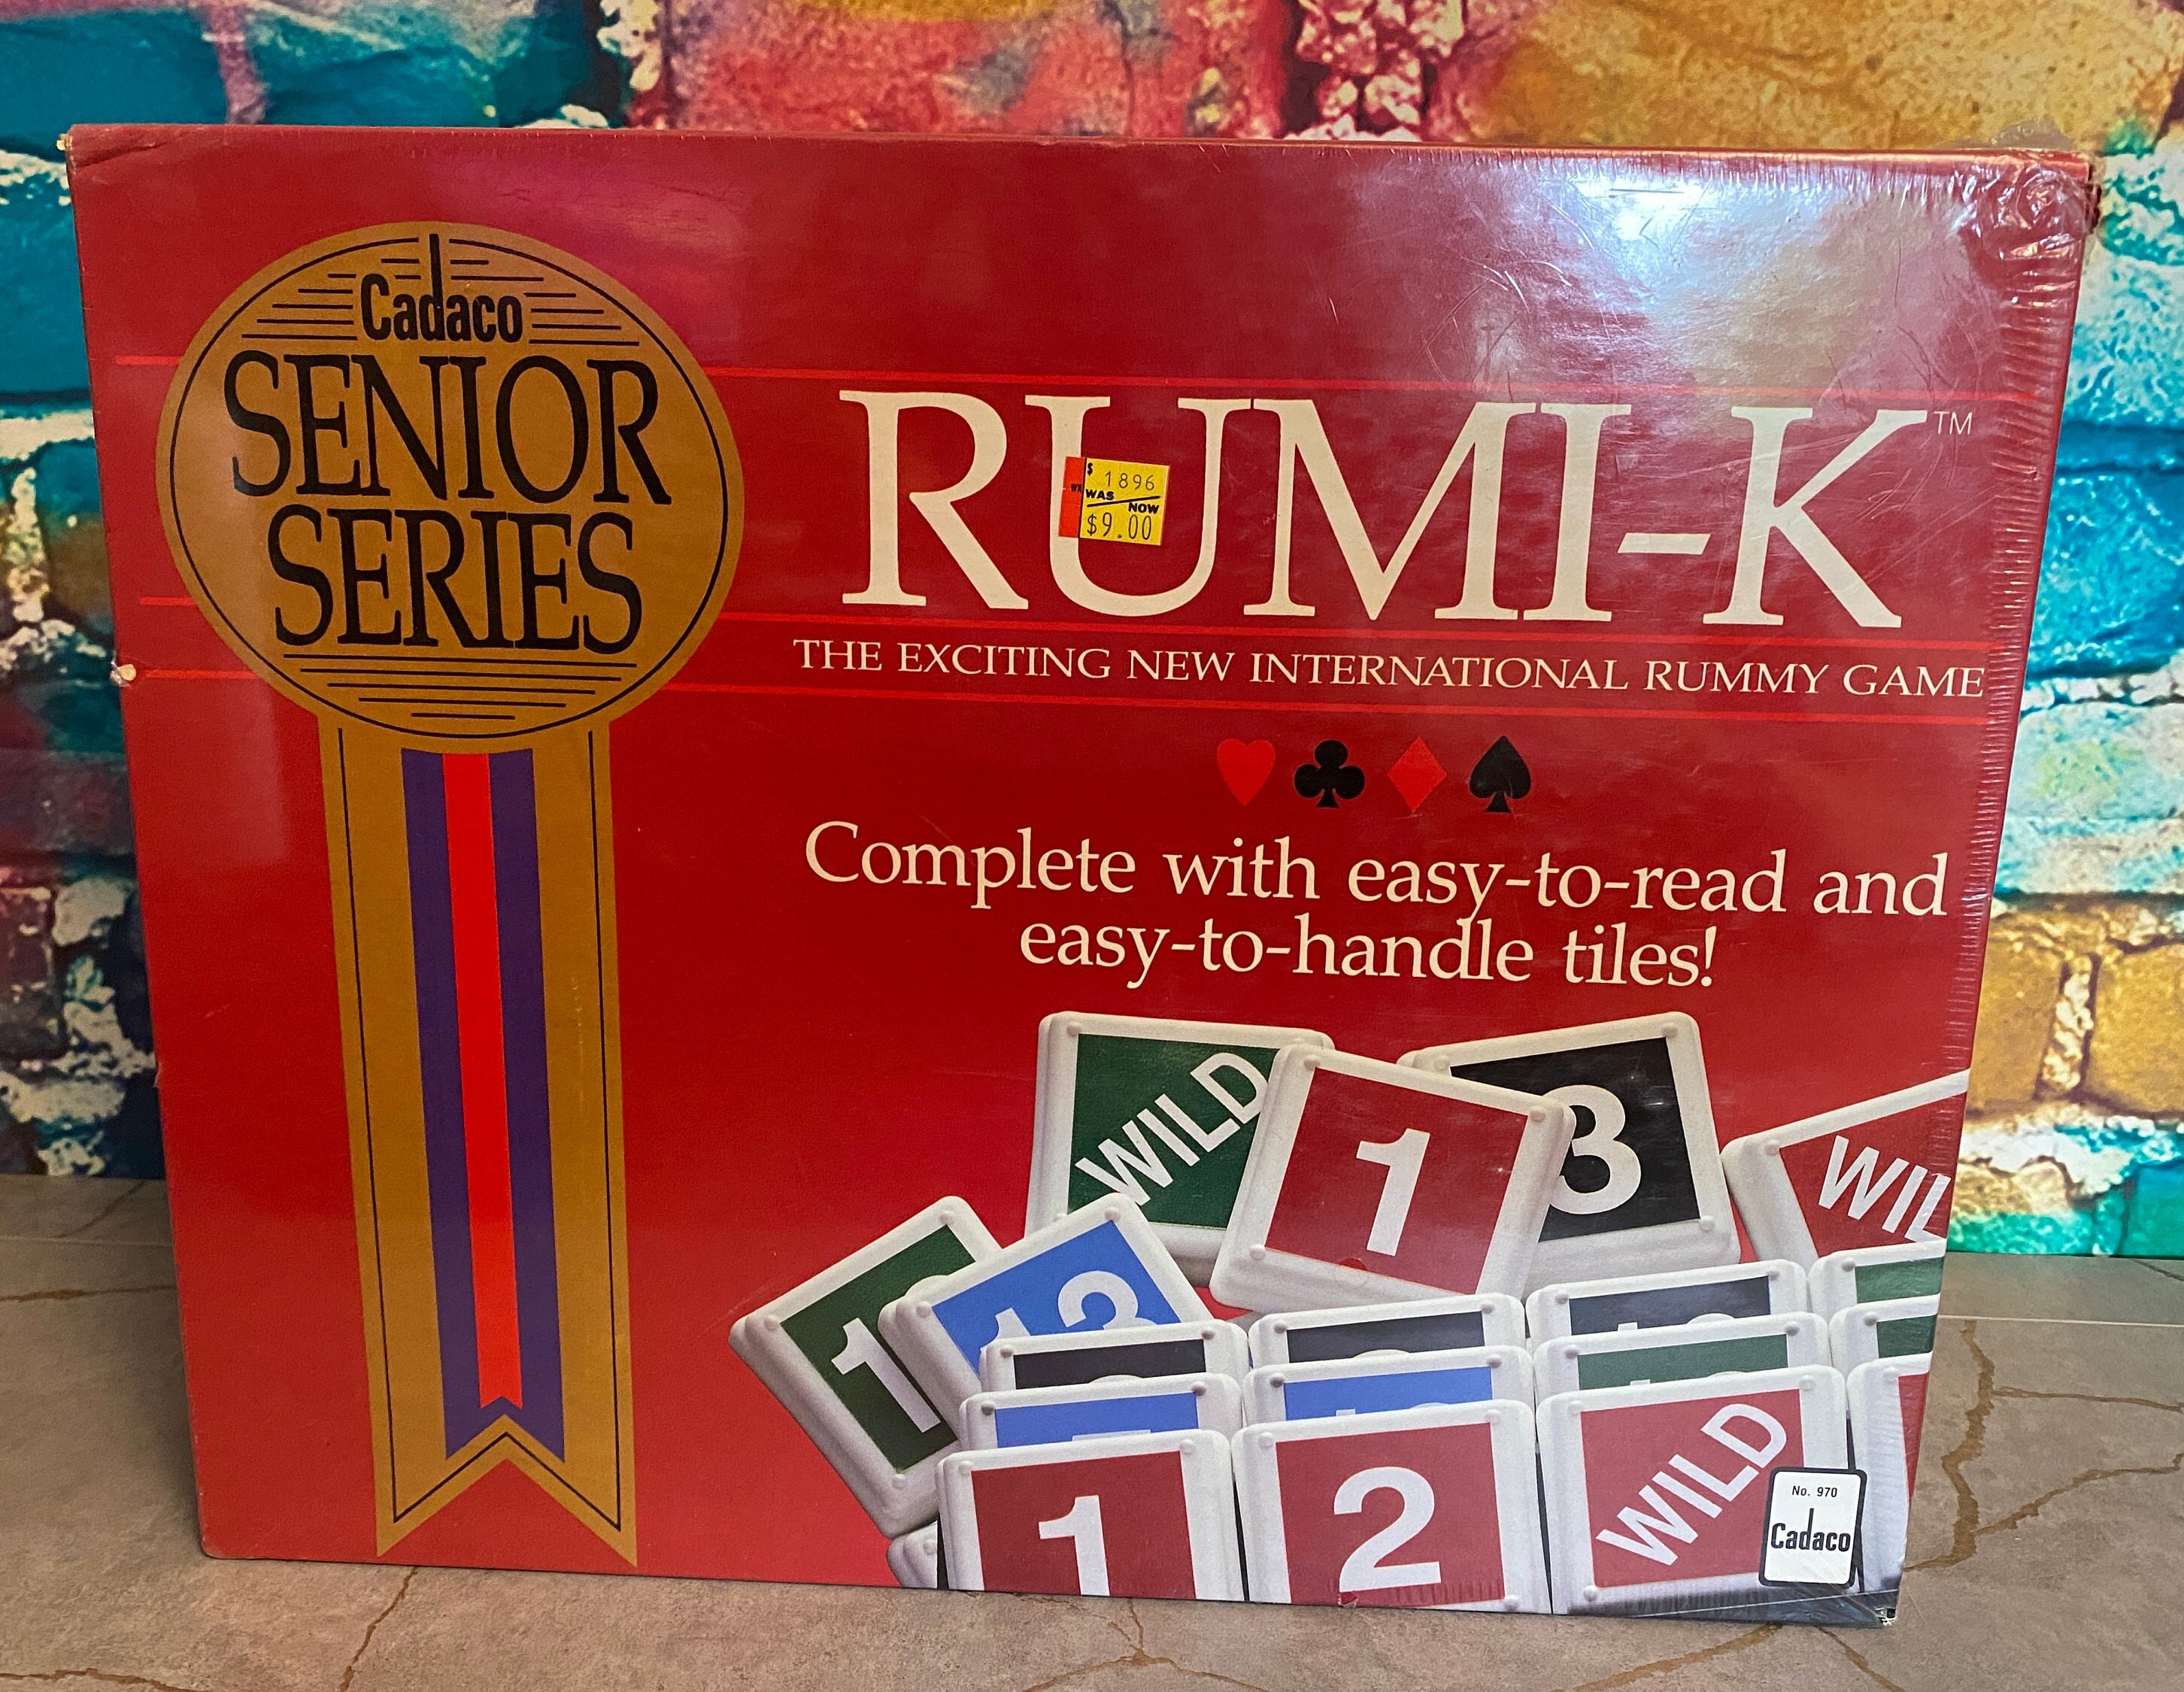 Cadaco
SENIOR
SERIES
RUMI-K™
$ 1896
WAS
NOW
$9.00
THE EXCITING NEW INTERNATIONAL RUMMY GAME
Complete with easy-to-read and
easy-to-handle tiles!
WILD
1
3
WIL
13
1
2
WILD
No. 970
Cadaco